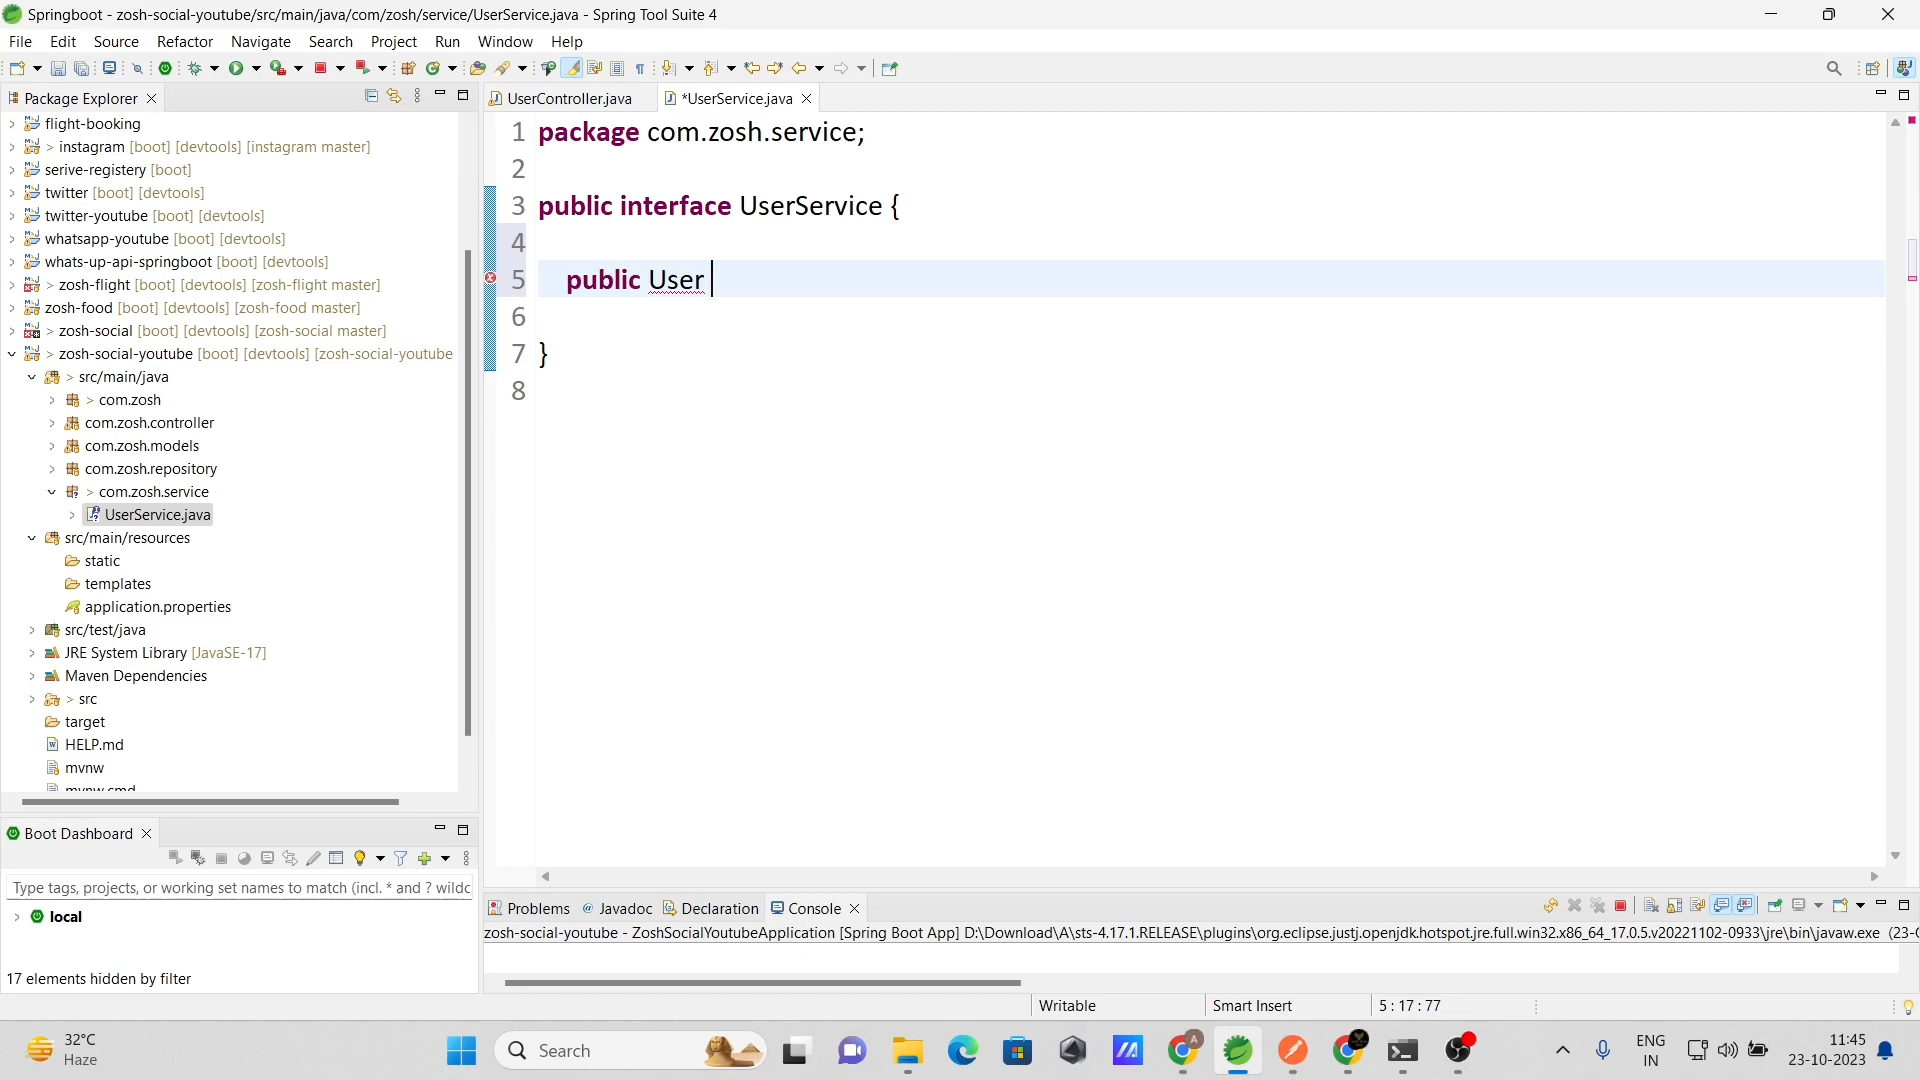 Springboot - zosh-social-youtube/src/main/java/com/zosh/service/UserService.java - Spring Tool Suite 4
File Edit Source Refactor Navigate Search Project Run Window Help
Package Explorer
flight-booking
> instagram [boot] [devtools] [instagram master]
serive-registery [boot]
twitter [boot] [devtools]
twitter-youtube [boot] [devtools]
whatsapp-youtube [boot] [devtools]
whats-up-api-springboot [boot] [devtools]
> zosh-flight [boot] [devtools] [zosh-flight master]
zosh-food [boot] [devtools] [zosh-food master]
> zosh-social [boot] [devtools] [zosh-social master]
> zosh-social-youtube [boot] [devtools] [zosh-social-youtube
> src/main/java
> com.zosh
com.zosh.controller
com.zosh.models
com.zosh.repository
> com.zosh.service
UserService.java
src/main/resources
static
templates
application.properties
src/test/java
JRE System Library [JavaSE-17]
Maven Dependencies
> src
target
HELP.md
mvnw
mvnw.cmd
UserController.java *UserService.java
1 package com.zosh.service;
2
3 public interface UserService {
4
5 public User
6
7 }
8
Boot Dashboard
Type tags, projects, or working set names to match (incl. * and ? wildc
local
17 elements hidden by filter
Problems Javadoc Declaration Console
zosh-social-youtube - ZoshSocialYoutubeApplication [Spring Boot App] D:\Download\A\sts-4.17.1.RELEASE\plugins\org.eclipse.justj.openjdk.hotspot.jre.full.win32.x86_64_17.0.5.v20221102-0933\jre\bin\javaw.exe (23-
Writable Smart Insert 5 : 17 : 77
32°C
Haze
Search
ENG
IN
11:45
23-10-2023